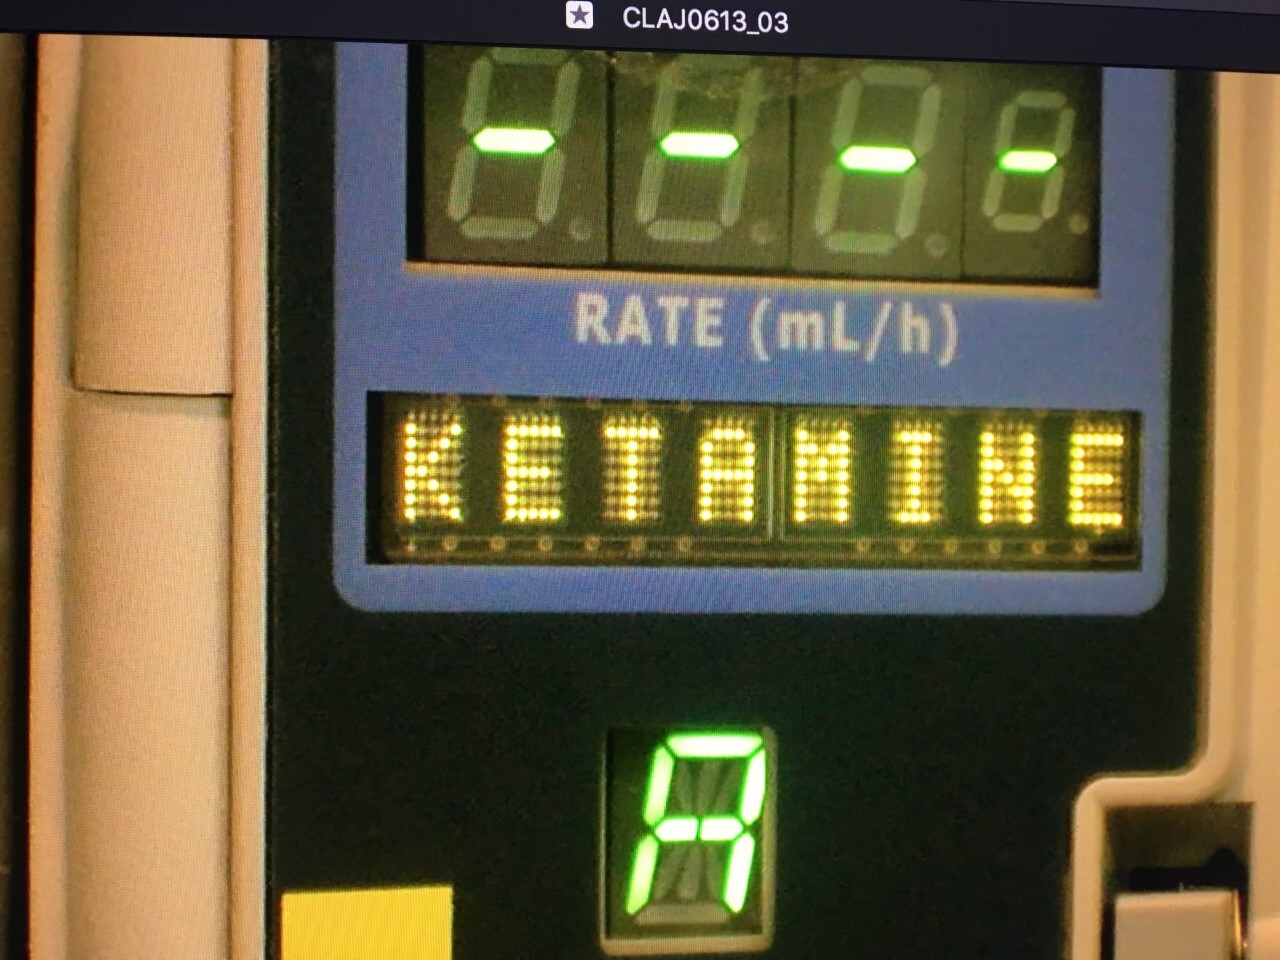 CLAJ0613_03
- - - -
RATE (mL/h)
KETAMINE
A